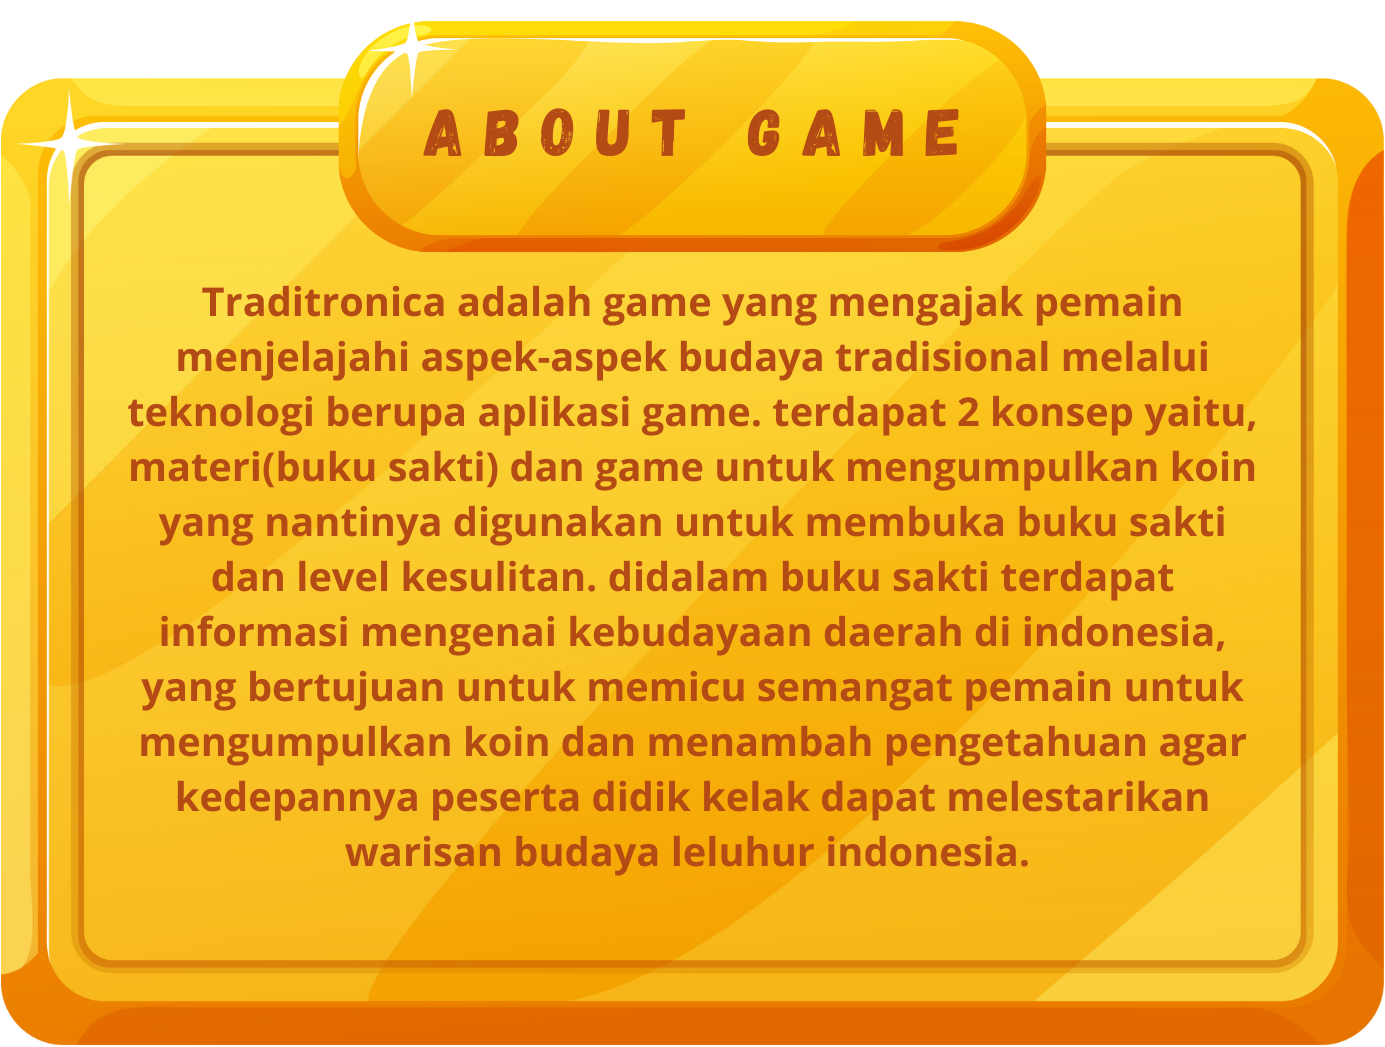 ABOUT GAME
Traditronica adalah game yang mengajak pemain
menjelajahi aspek-aspek budaya tradisional melalui
teknologi berupa aplikasi game. terdapat 2 konsep yaitu,
materi(buku sakti) dan game untuk mengumpulkan koin
yang nantinya digunakan untuk membuka buku sakti
dan level kesulitan. didalam buku sakti terdapat
informasi mengenai kebudayaan daerah di indonesia,
yang bertujuan untuk memicu semangat pemain untuk
mengumpulkan koin dan menambah pengetahuan agar
kedepannya peserta didik kelak dapat melestarikan
warisan budaya leluhur indonesia.